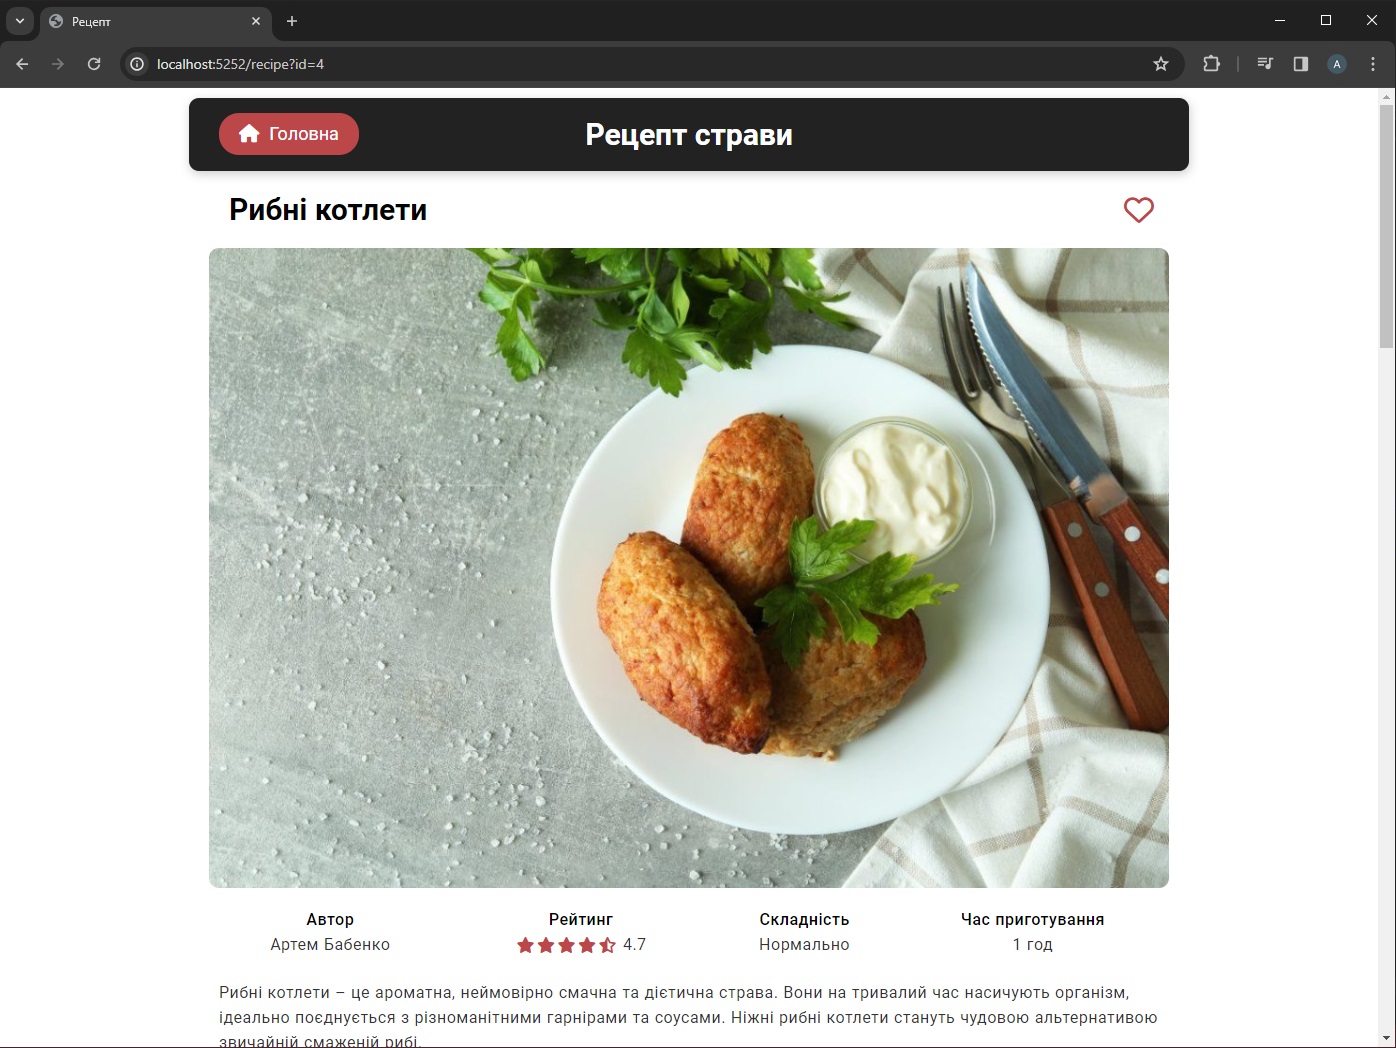 Рецепт
localhost:5252/recipe?id=4
A
Головна
Рецепт страви
Рибні котлети
Автор
Артем Бабенко
Рейтинг
4.7
Складність
Нормально
Час приготування
1 год
Рибні котлети – це ароматна, неймовірно смачна та дієтична страва. Вони на тривалий час насичують організм,
ідеально поєднується з різноманітними гарнірами та соусами. Ніжні рибні котлети стануть чудовою альтернативою
звичайній смаженій рибі.